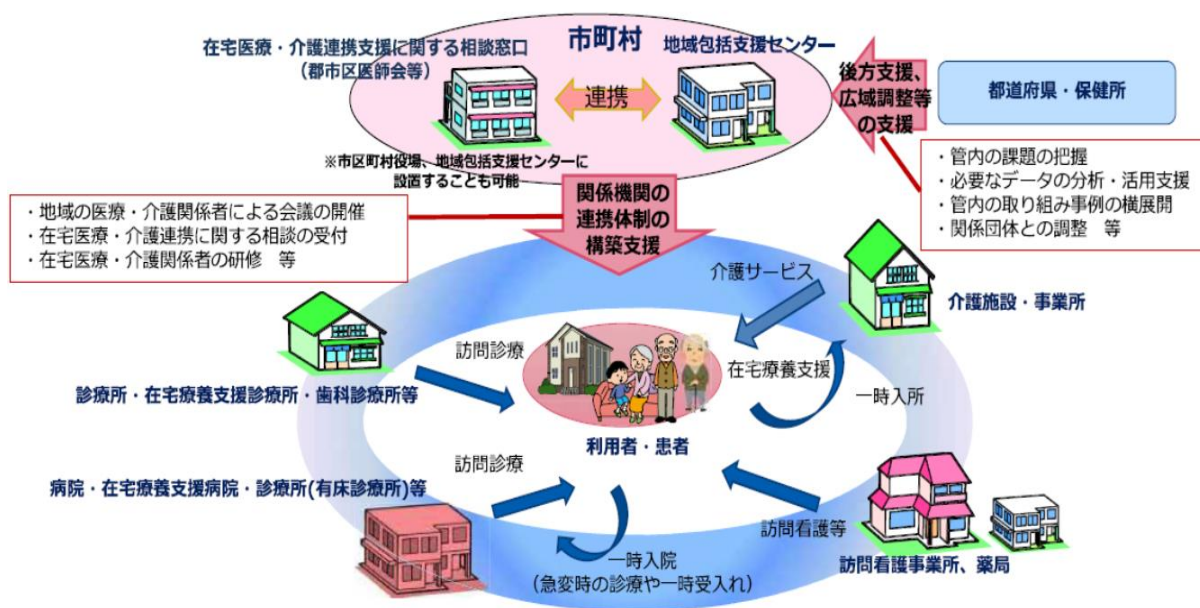 市町村
在宅医療・介護連携支援に関する相談窓口
（郡市区医師会等）
地域包括支援センター
連携
※市区町村役場、地域包括支援センターに
設置することも可能
後方支援、
広域調整等
の支援
都道府県・保健所
・管内の課題の把握
・必要なデータの分析・活用支援
・管内の取り組み事例の横展開
・関係団体との調整　等
関係機関の
連携体制の
構築支援
・地域の医療・介護関係者による会議の開催
・在宅医療・介護連携に関する相談の受付
・在宅医療・介護関係者の研修　等
介護サービス
介護施設・事業所
訪問診療
在宅療養支援
一時入所
診療所・在宅療養支援診療所・歯科診療所等
利用者・患者
訪問診療
病院・在宅療養支援病院・診療所(有床診療所)等
訪問看護等
一時入院
（急変時の診療や一時受入れ）
訪問看護事業所、薬局